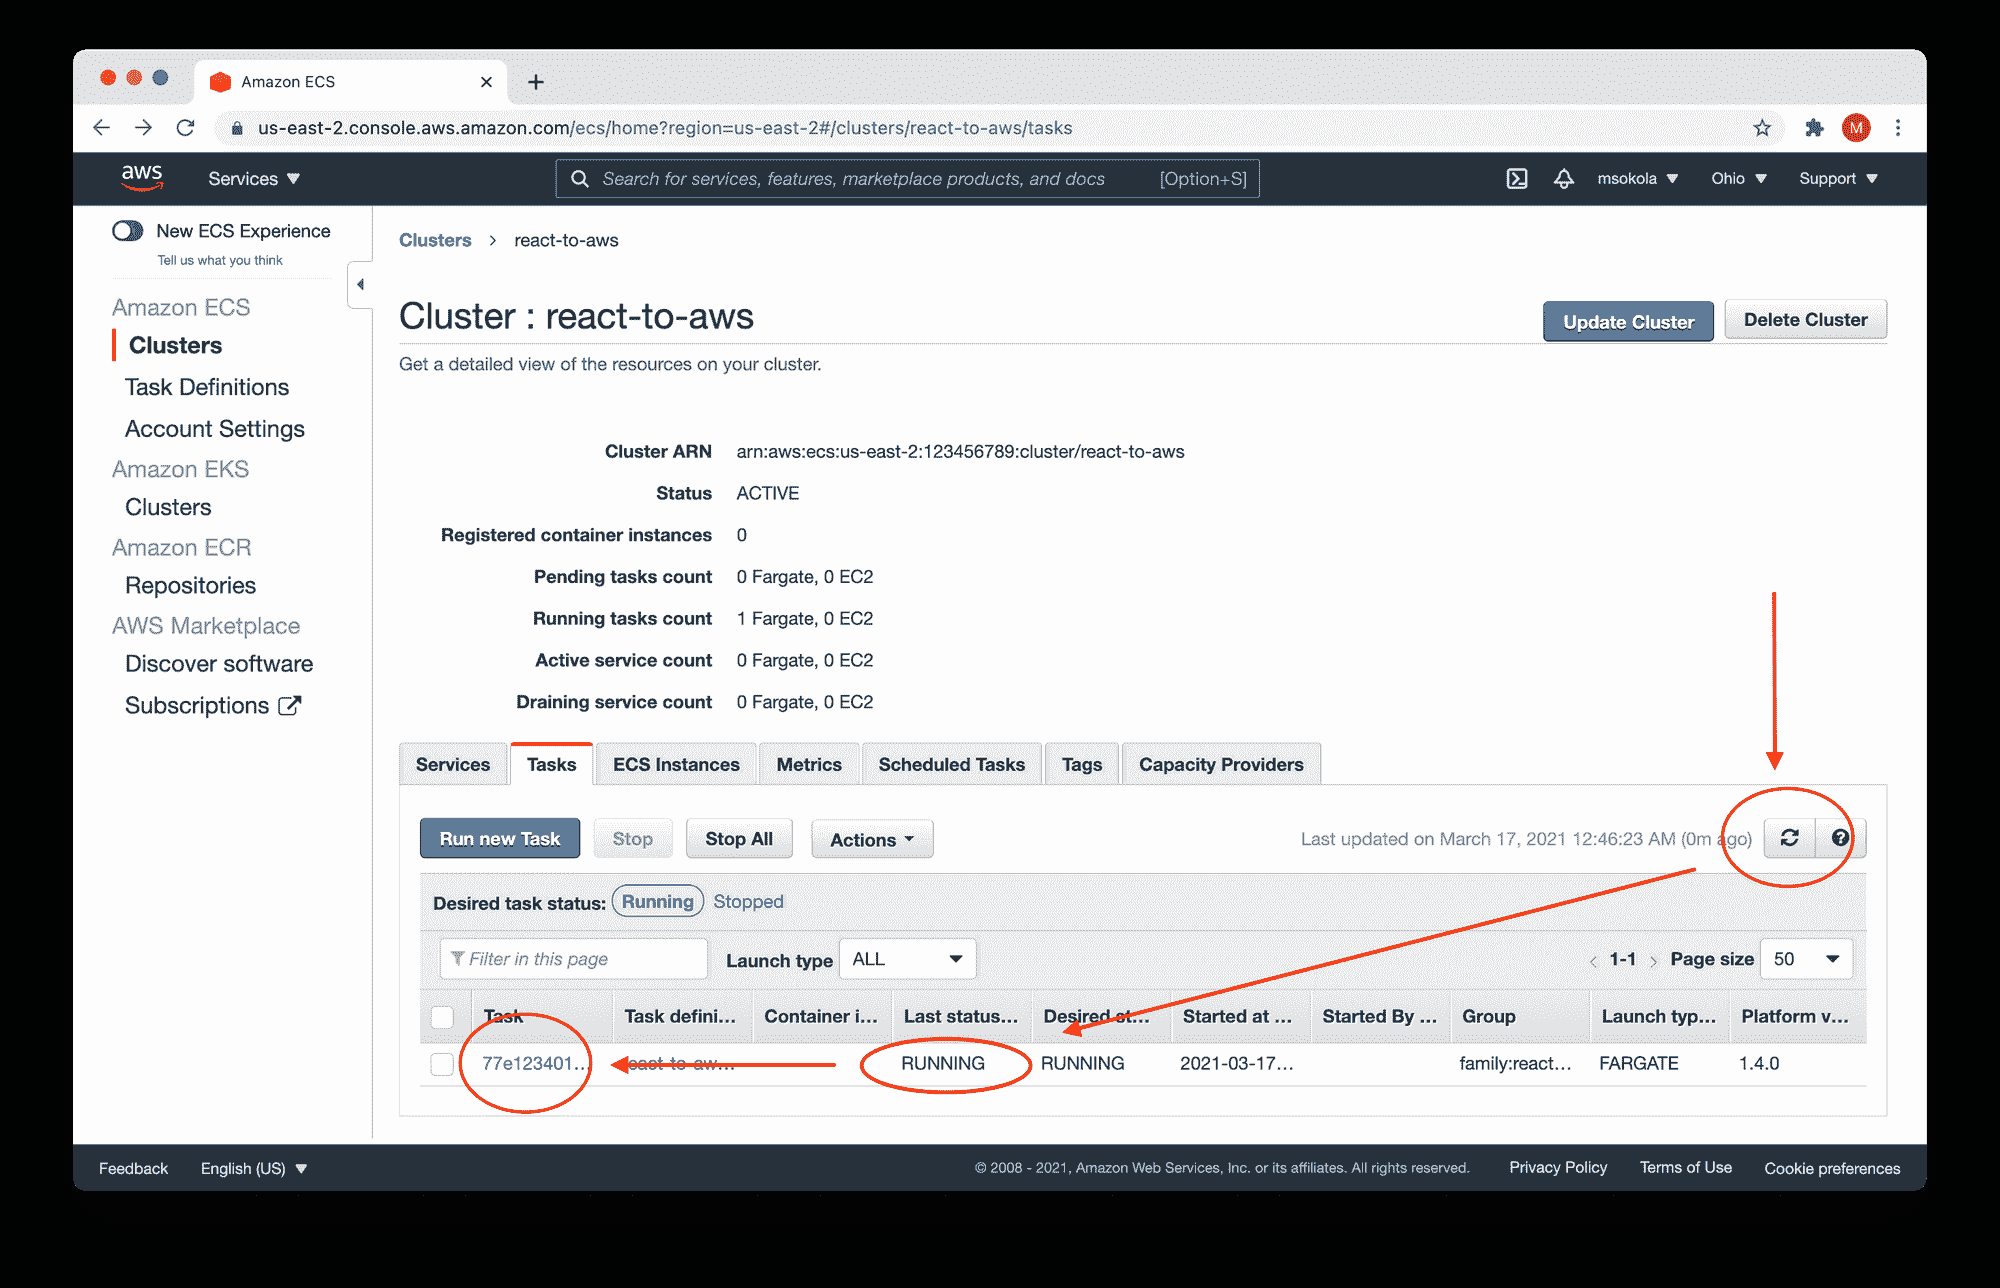 Amazon ECS
us-east-2.console.aws.amazon.com/ecs/home?region=us-east-2#/clusters/react-to-aws/tasks
M
aws
Services
Search for services, features, marketplace products, and docs
[Option+S]
msokola
Ohio
Support
New ECS Experience
Tell us what you think
Amazon ECS
Clusters
Task Definitions
Account Settings
Amazon EKS
Clusters
Amazon ECR
Repositories
AWS Marketplace
Discover software
Subscriptions
Clusters > react-to-aws
Cluster : react-to-aws
Update Cluster
Delete Cluster
Get a detailed view of the resources on your cluster.
Cluster ARN arn:aws:ecs:us-east-2:123456789:cluster/react-to-aws
Status ACTIVE
Registered container instances 0
Pending tasks count 0 Fargate, 0 EC2
Running tasks count 1 Fargate, 0 EC2
Active service count 0 Fargate, 0 EC2
Draining service count 0 Fargate, 0 EC2
Services Tasks ECS Instances Metrics Scheduled Tasks Tags Capacity Providers
Run new Task Stop Stop All Actions
Last updated on March 17, 2021 12:46:23 AM (0m ago)
Desired task status: Running Stopped
Filter in this page
Launch type ALL
< 1-1 > Page size 50
Task Task defini... Container i... Last status... Desired st... Started at ... Started By ... Group Launch typ... Platform v...
77e123401... react-to-aw... RUNNING RUNNING 2021-03-17... family:react... FARGATE 1.4.0
Feedback English (US) © 2008 - 2021, Amazon Web Services, Inc. or its affiliates. All rights reserved. Privacy Policy Terms of Use Cookie preferences